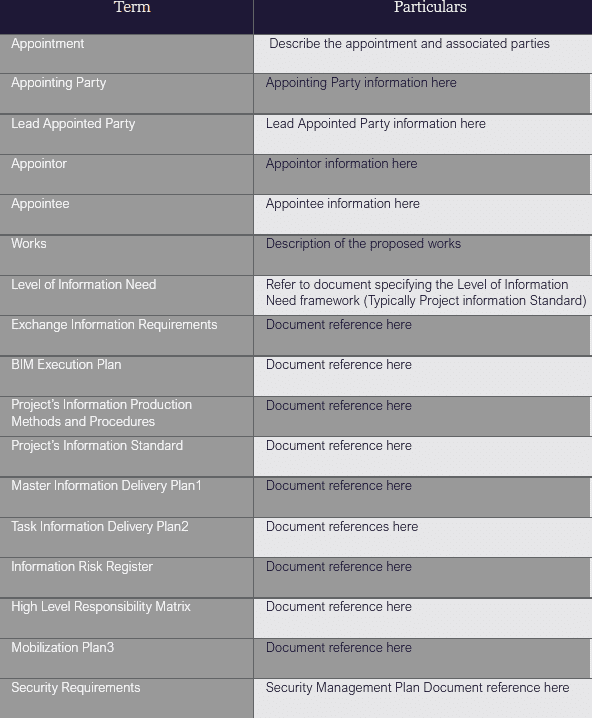 Term Particulars
Appointment Describe the appointment and associated parties
Appointing Party Appointing Party information here
Lead Appointed Party Lead Appointed Party information here
Appointor Appointor information here
Appointee Appointee information here
Works Description of the proposed works
Level of Information Need Refer to document specifying the Level of Information
Need framework (Typically Project information Standard)
Exchange Information Requirements Document reference here
BIM Execution Plan Document reference here
Project's Information Production Document reference here
Methods and Procedures
Project's Information Standard Document reference here
Master Information Delivery Plan1 Document reference here
Task Information Delivery Plan2 Document references here
Information Risk Register Document reference here
High Level Responsibility Matrix Document reference here
Mobilization Plan3 Document reference here
Security Requirements Security Management Plan Document reference here